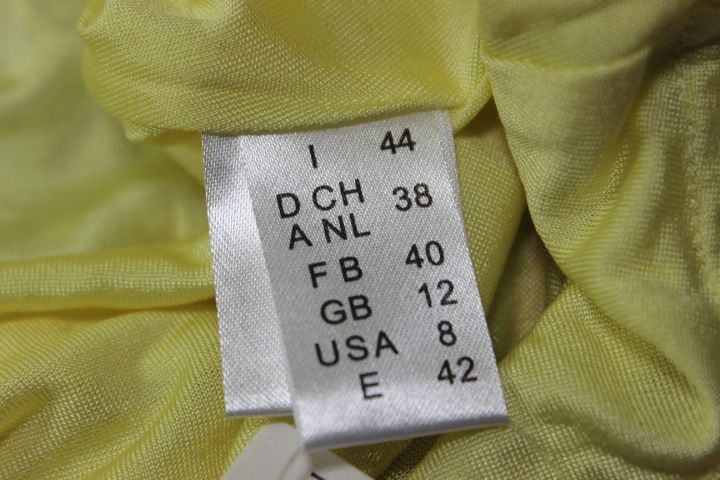 I 44
D CH 38
A NL
F B 40
GB 12
USA 8
E 42